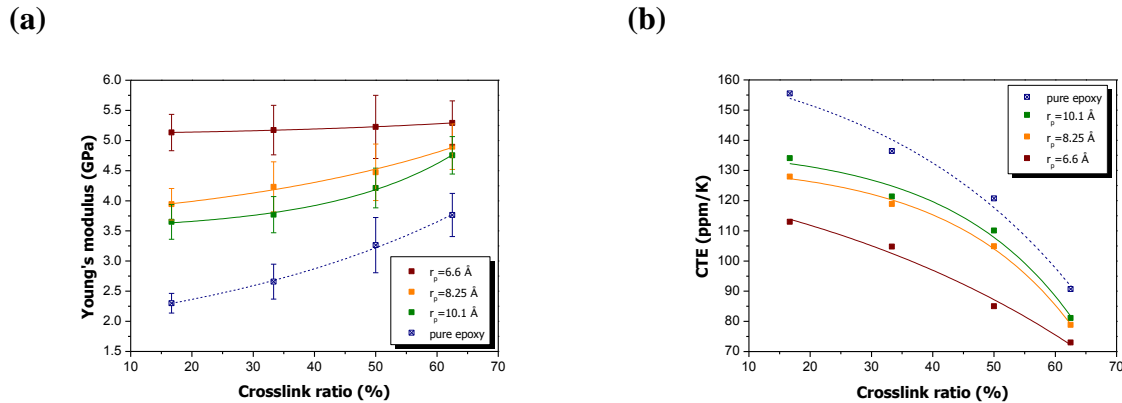 (a)
(b)
6.0
5.5
5.0
4.5
4.0
3.5
3.0
2.5
2.0
1.5
Young's modulus (GPa)
10 20 30 40 50 60 70
Crosslink ratio (%)
r_p=6.6 Å
r_p=8.25 Å
r_p=10.1 Å
pure epoxy
160
150
140
130
120
110
100
90
80
70
CTE (ppm/K)
10 20 30 40 50 60 70
Crosslink ratio (%)
pure epoxy
r_p=10.1 Å
r_p=8.25 Å
r_p=6.6 Å